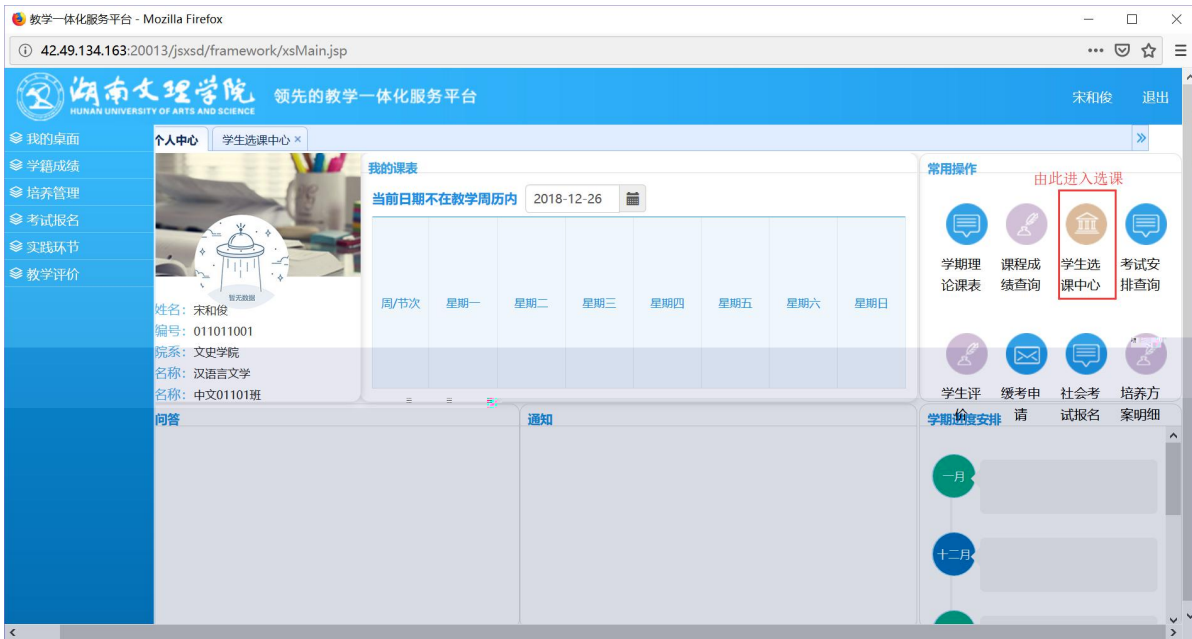 教学一体化服务平台 - Mozilla Firefox
42.49.134.163:20013/jsxsd/framework/xsMain.jsp
湖南文理学院
HUNAN UNIVERSITY OF ARTS AND SCIENCE
领先的教学一体化服务平台
宋和俊 退出
我的桌面
学籍成绩
培养管理
考试报名
实践环节
教学评价
个人中心 学生选课中心 ×
暂无数据
姓名: 宋和俊
编号: 011011001
院系: 文史学院
名称: 汉语言文学
名称: 中文01101班
我的课表
当前日期不在教学周历内 2018-12-26
周/节次 星期一 星期二 星期三 星期四 星期五 星期六 星期日
常用操作
由此进入选课
学期理论课表
课程成绩查询
学生选课中心
考试安排查询
学生评价
缓考申请
社会考试报名
培养方案明细
问答
通知
学期进度安排
一月
十二月